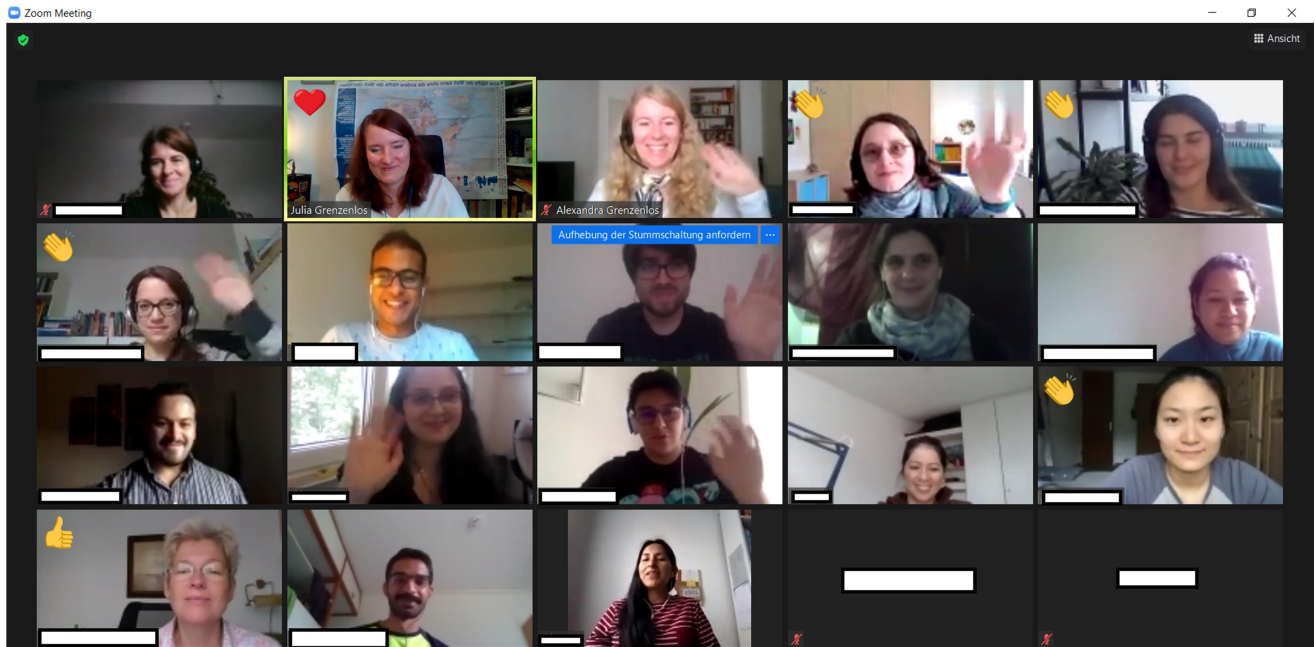 Zoom Meeting
Ansicht
Julia Grenzenlos
Alexandra Grenzenlos
Aufhebung der Stummschaltung anfordern